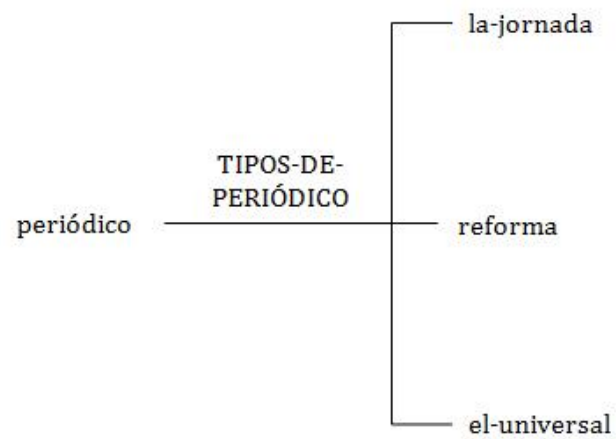 la-jornada
TIPOS-DE-
PERIÓDICO
periódico
reforma
el-universal